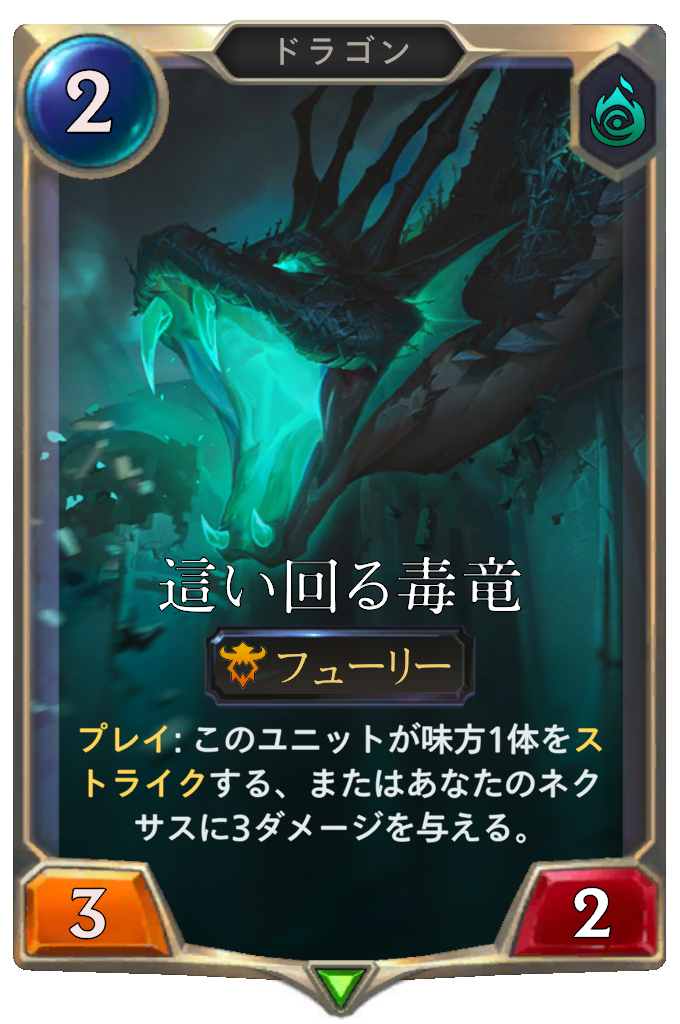 ドラゴン
2
這い回る毒竜
フューリー
プレイ: このユニットが味方1体をス
トライクする、またはあなたのネク
サスに3ダメージを与える。
3
2